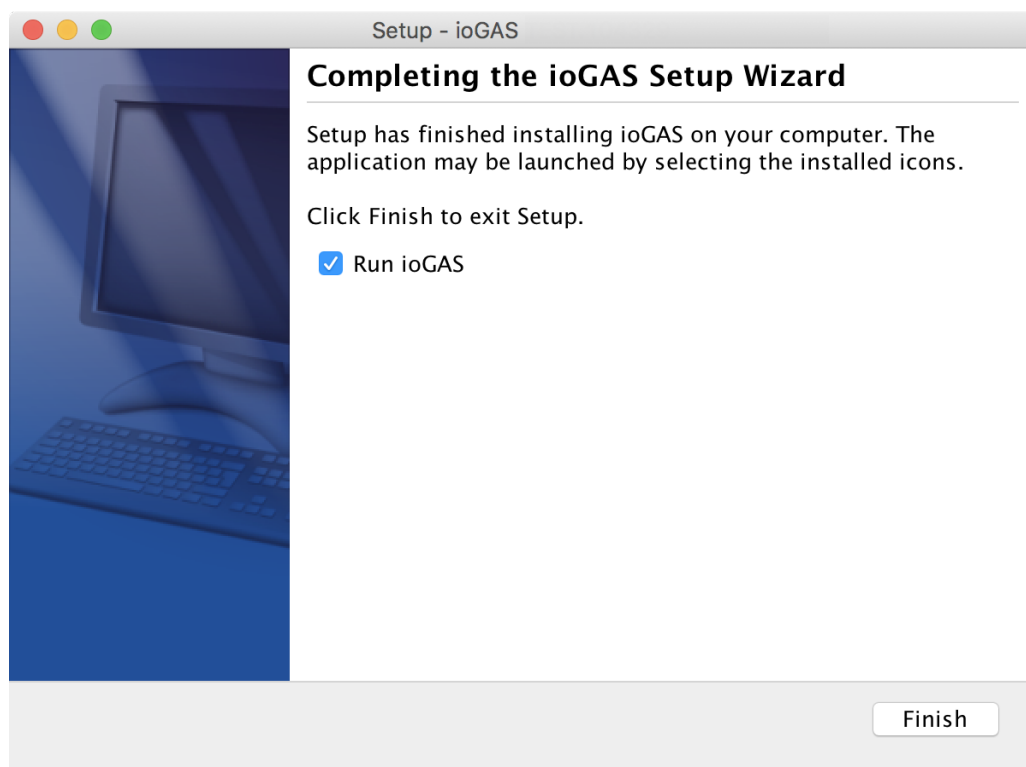 Setup - ioGAS
Completing the ioGAS Setup Wizard
Setup has finished installing ioGAS on your computer. The
application may be launched by selecting the installed icons.
Click Finish to exit Setup.
Run ioGAS
Finish